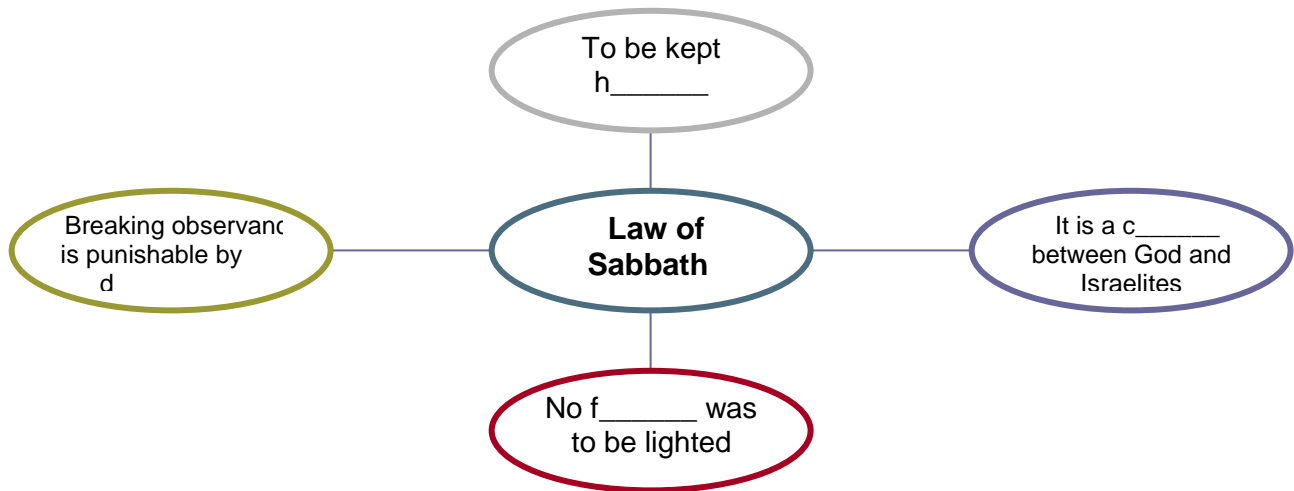 To be kept
h______
Breaking observanc
is punishable by
d
Law of
Sabbath
It is a c______
between God and
Israelites
No f______ was
to be lighted